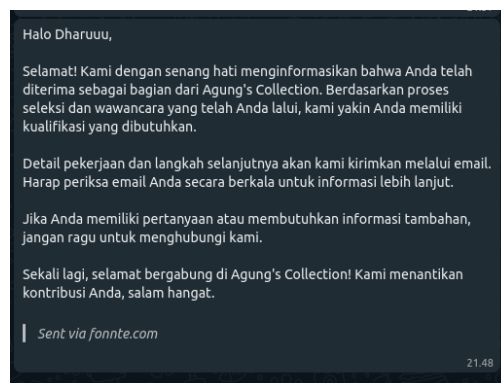 Halo Dharuuu,
Selamat! Kami dengan senang hati menginformasikan bahwa Anda telah
diterima sebagai bagian dari Agung's Collection. Berdasarkan proses
seleksi dan wawancara yang telah Anda lalui, kami yakin Anda memiliki
kualifikasi yang dibutuhkan.
Detail pekerjaan dan langkah selanjutnya akan kami kirimkan melalui email.
Harap periksa email Anda secara berkala untuk informasi lebih lanjut.
Jika Anda memiliki pertanyaan atau membutuhkan informasi tambahan,
jangan ragu untuk menghubungi kami.
Sekali lagi, selamat bergabung di Agung's Collection! Kami menantikan
kontribusi Anda, salam hangat.
Sent via fonnte.com
21.48